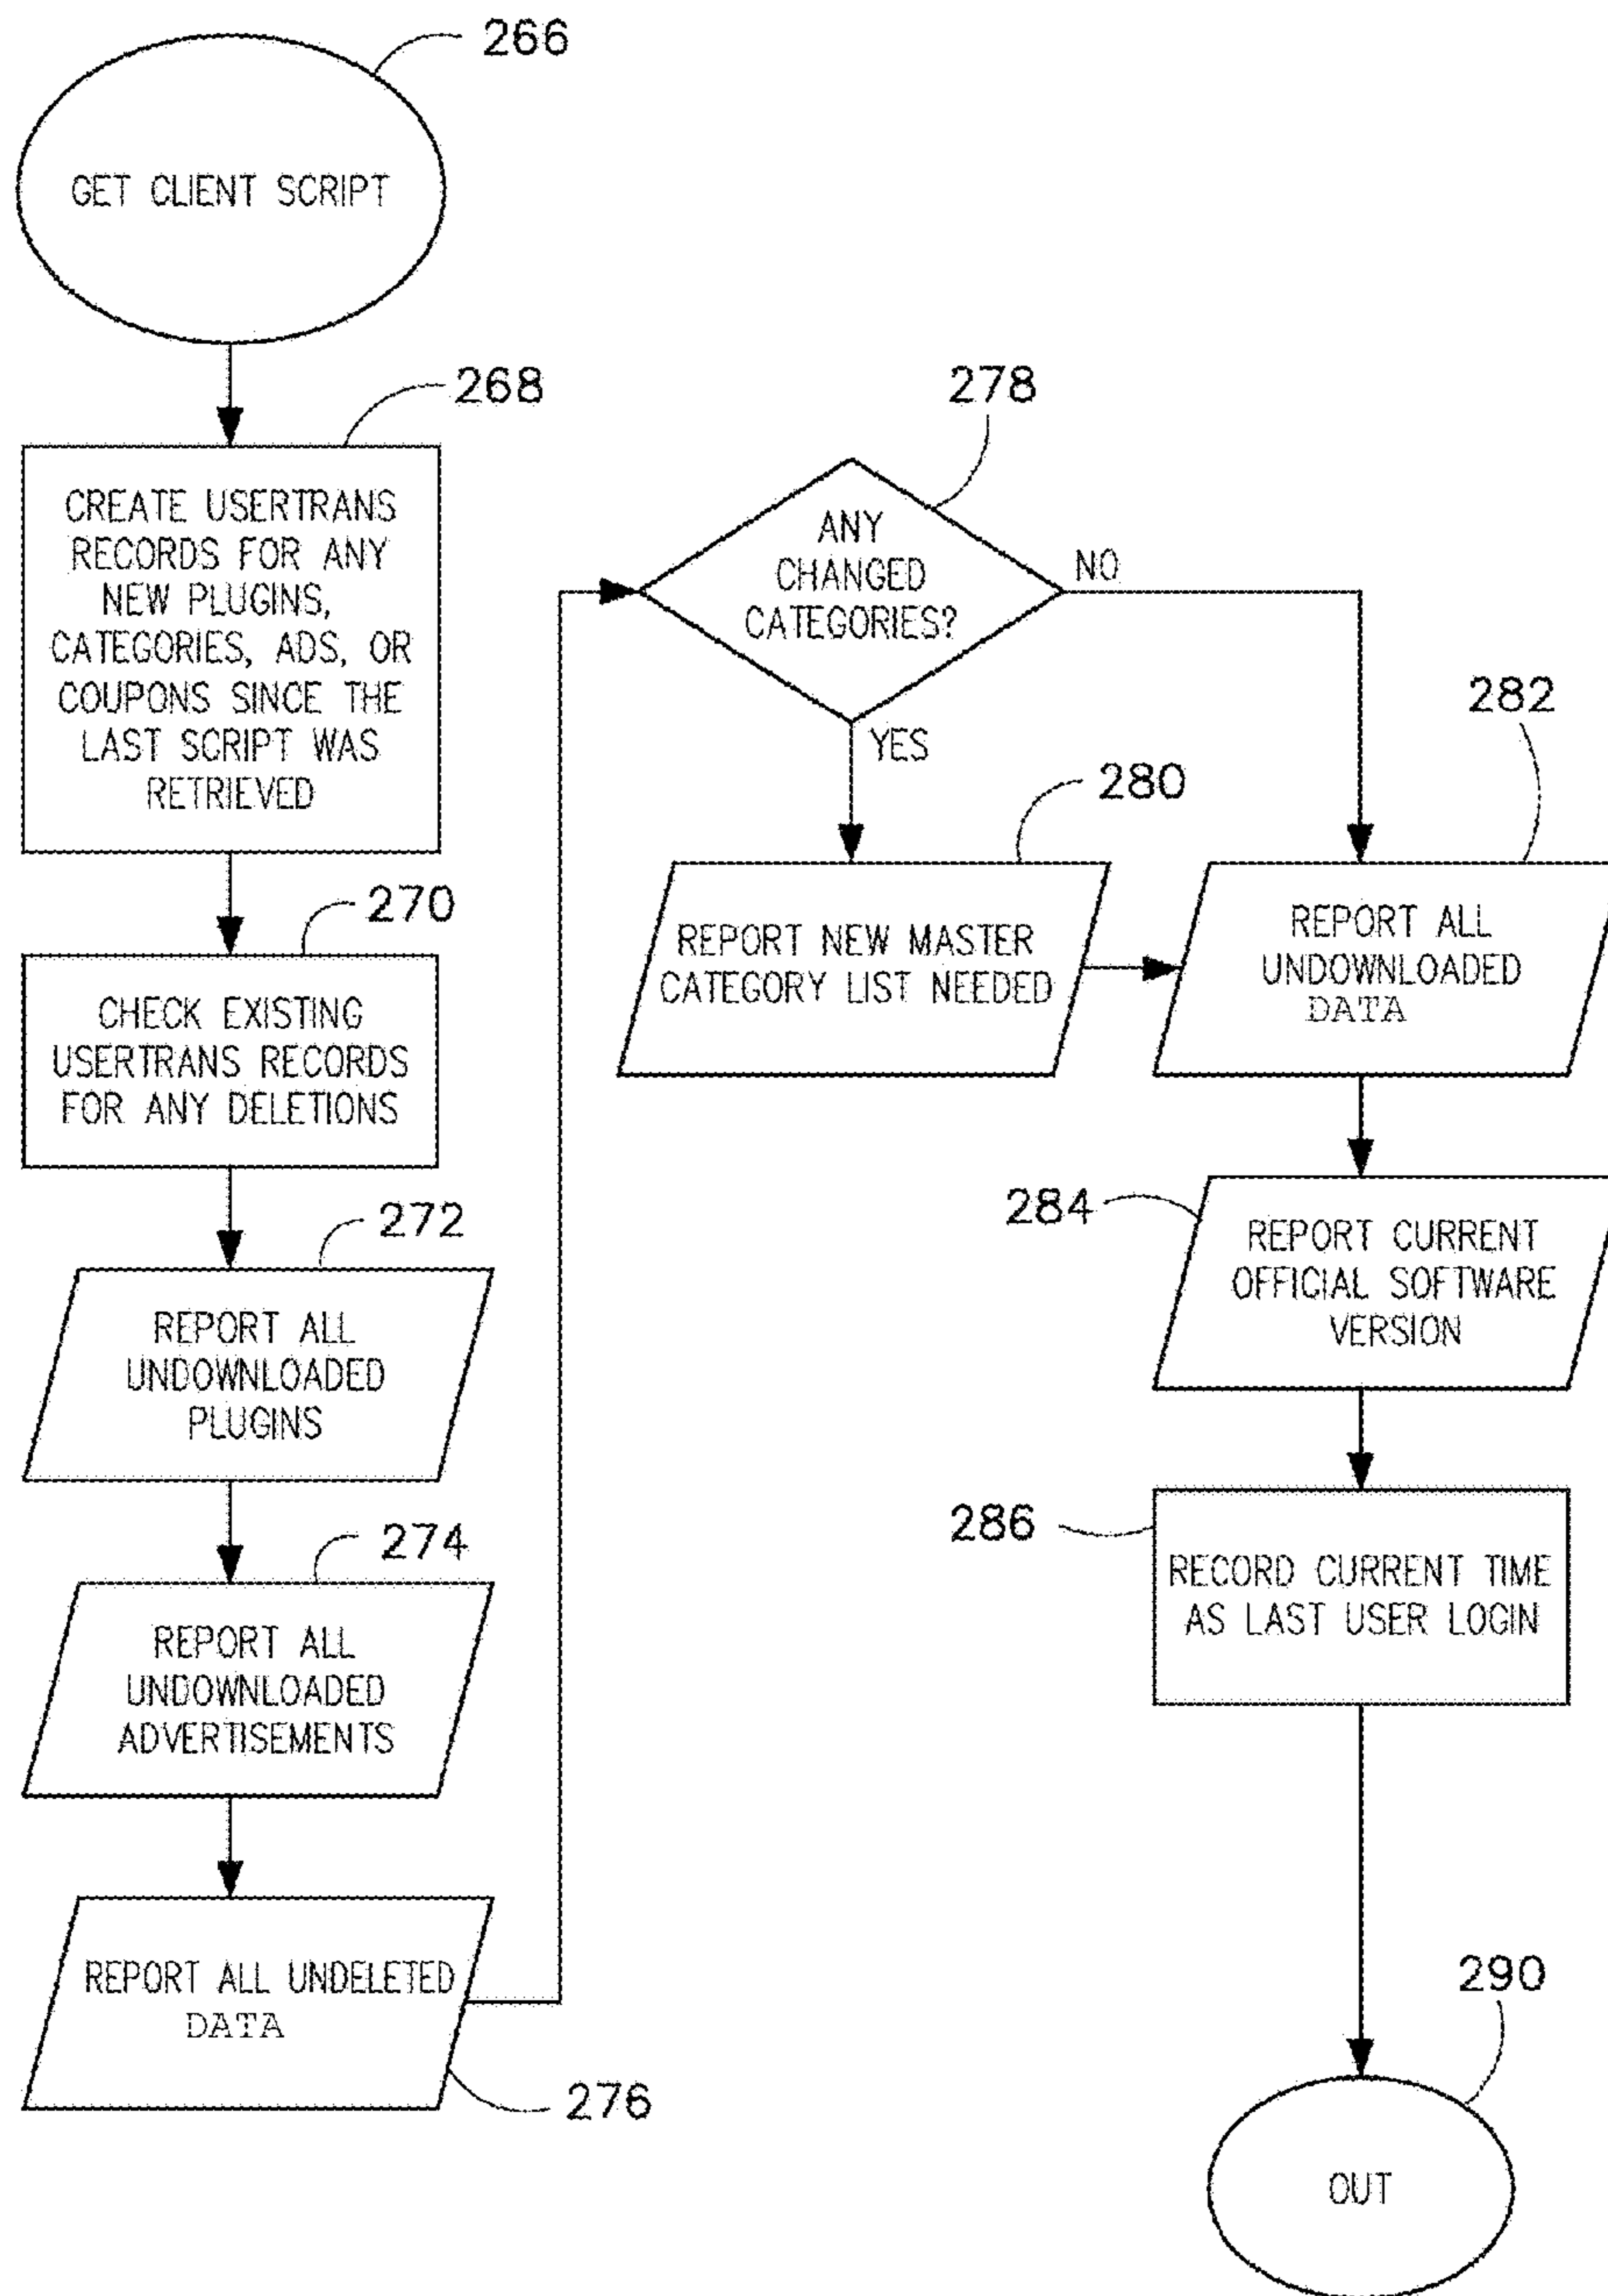 266
GET CLIENT SCRIPT
268
CREATE USERTRANS
RECORDS FOR ANY
NEW PLUGINS,
CATEGORIES, ADS, OR
COUPONS SINCE THE
LAST SCRIPT WAS
RETRIEVED
270
CHECK EXISTING
USERTRANS RECORDS
FOR ANY DELETIONS
272
REPORT ALL
UNDOWNLOADED
PLUGINS
274
REPORT ALL
UNDOWNLOADED
ADVERTISEMENTS
REPORT ALL UNDELETED
DATA
276
278
ANY
CHANGED
CATEGORIES?
NO
YES
280
REPORT NEW MASTER
CATEGORY LIST NEEDED
282
REPORT ALL
UNDOWNLOADED
DATA
284
REPORT CURRENT
OFFICIAL SOFTWARE
VERSION
286
RECORD CURRENT TIME
AS LAST USER LOGIN
290
OUT